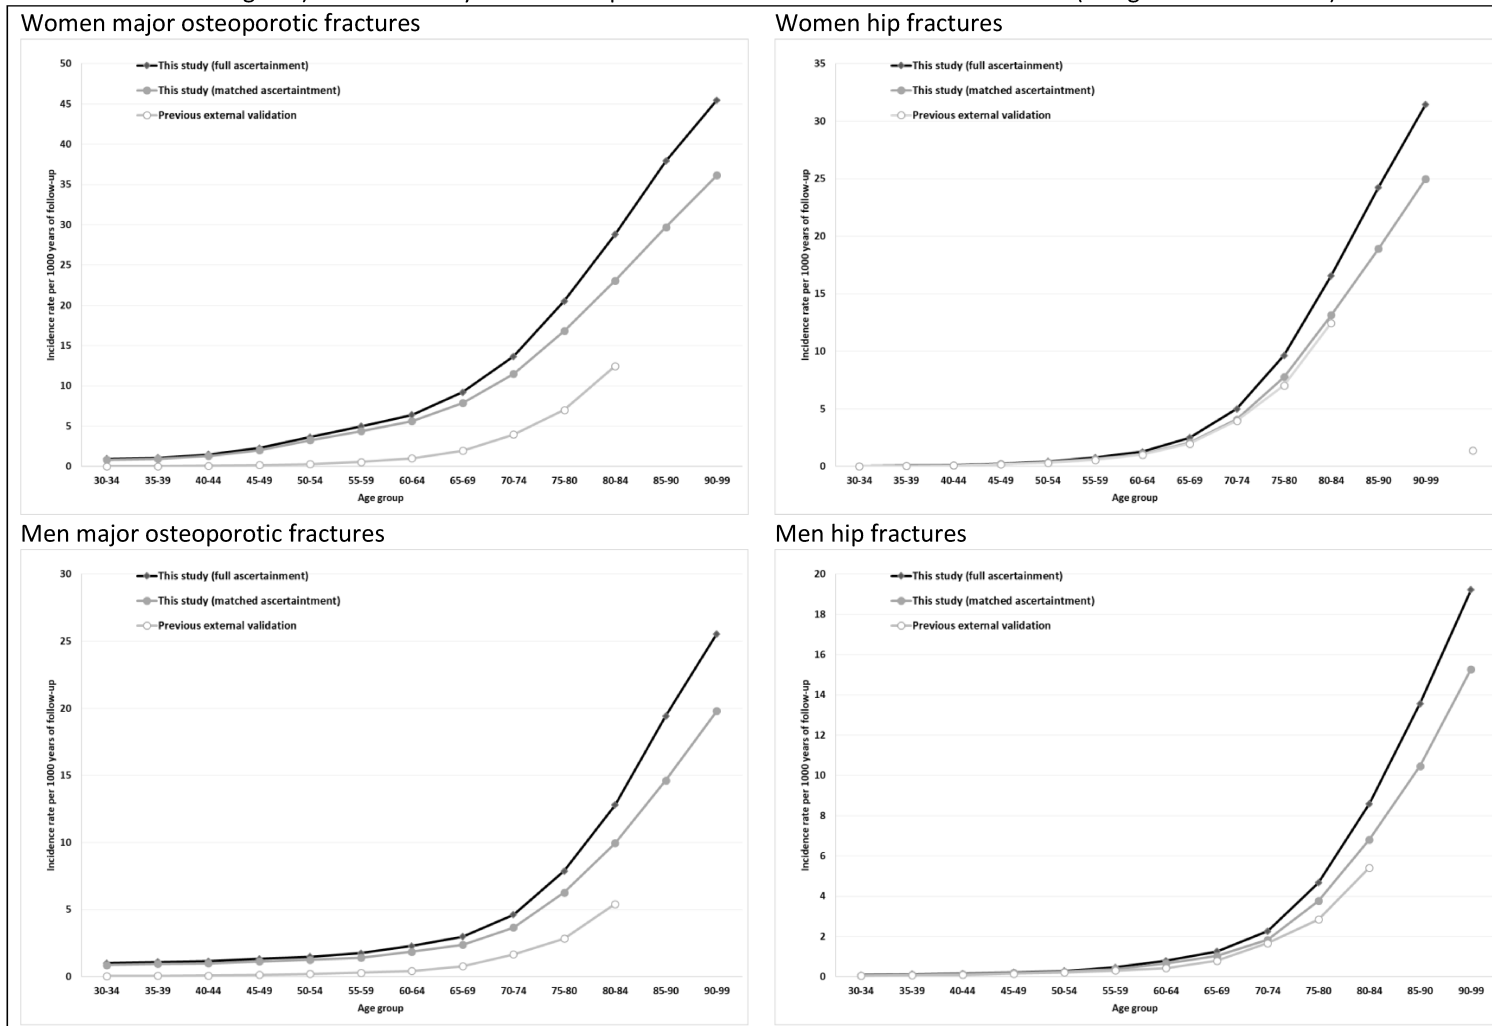 Women major osteoporotic fractures
50
45
40
35
30
25
20
15
10
5
0
Incidence rate per 1000 years of follow-up
This study (full ascertainment)
This study (matched ascertaintment)
Previous external validation
30-34 35-39 40-44 45-49 50-54 55-59 60-64 65-69 70-74 75-80 80-84 85-90 90-99
Age group
Women hip fractures
35
30
25
20
15
10
5
0
Incidence rate per 1000 years of follow-up
This study (full ascertainment)
This study (matched ascertaintment)
Previous external validation
30-34 35-39 40-44 45-49 50-54 55-59 60-64 65-69 70-74 75-80 80-84 85-90 90-99
Age group
Men major osteoporotic fractures
30
25
20
15
10
5
0
Incidence rate per 1000 years of follow-up
This study (full ascertainment)
This study (matched ascertaintment)
Previous external validation
30-34 35-39 40-44 45-49 50-54 55-59 60-64 65-69 70-74 75-80 80-84 85-90 90-99
Age group
Men hip fractures
20
18
16
14
12
10
8
6
4
2
0
Incidence rate per 1000 years of follow-up
This study (full ascertainment)
This study (matched ascertaintment)
Previous external validation
30-34 35-39 40-44 45-49 50-54 55-59 60-64 65-69 70-74 75-80 80-84 85-90 90-99
Age group